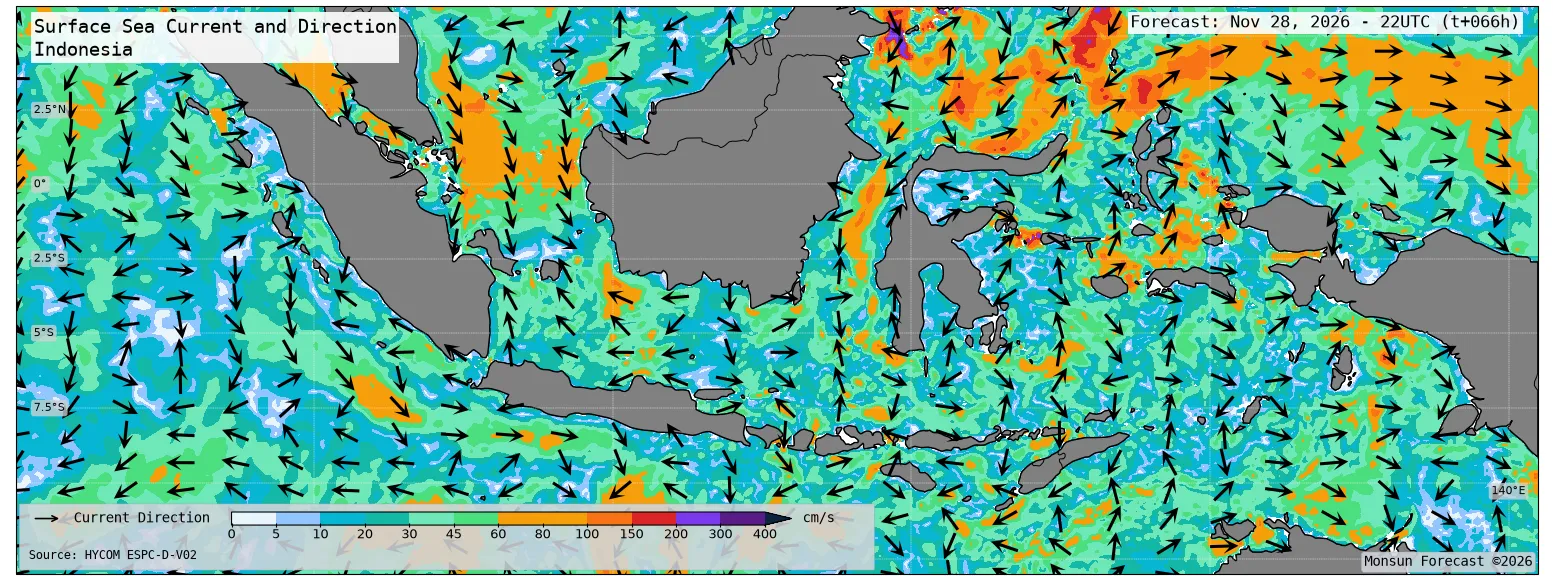 Surface Sea Current and Direction
Indonesia
Forecast: Nov 28, 2026 - 22UTC (t+066h)
2.5°N
0°
2.5°S
5°S
7.5°S
140°E
Current Direction
0 5 10 20 30 45 60 80 100 150 200 300 400 cm/s
Source: HYCOM ESPC-D-V02
Monsun Forecast ©2026